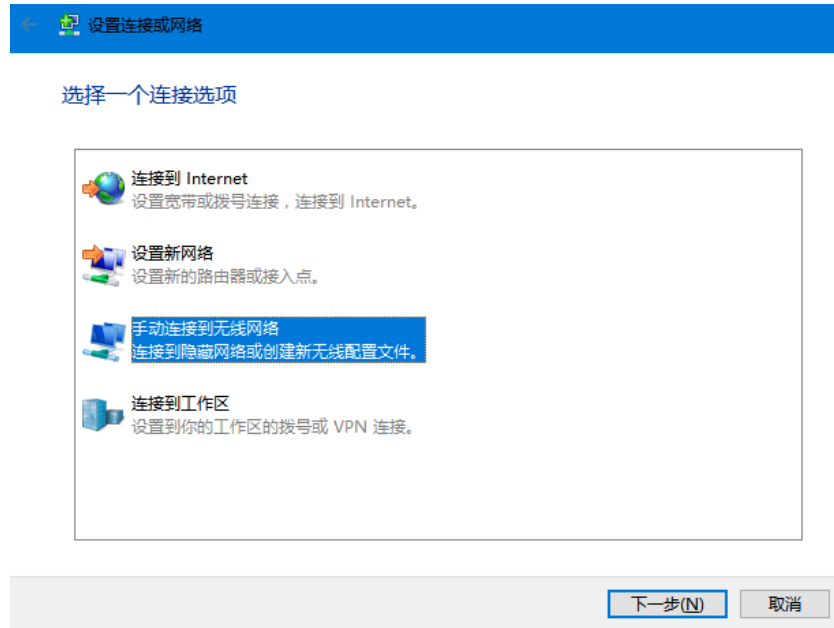 设置连接或网络
选择一个连接选项
连接到 Internet
设置宽带或拨号连接，连接到 Internet。
设置新网络
设置新的路由器或接入点。
手动连接到无线网络
连接到隐藏网络或创建新无线配置文件。
连接到工作区
设置到你的工作区的拨号或 VPN 连接。
下一步(N)
取消